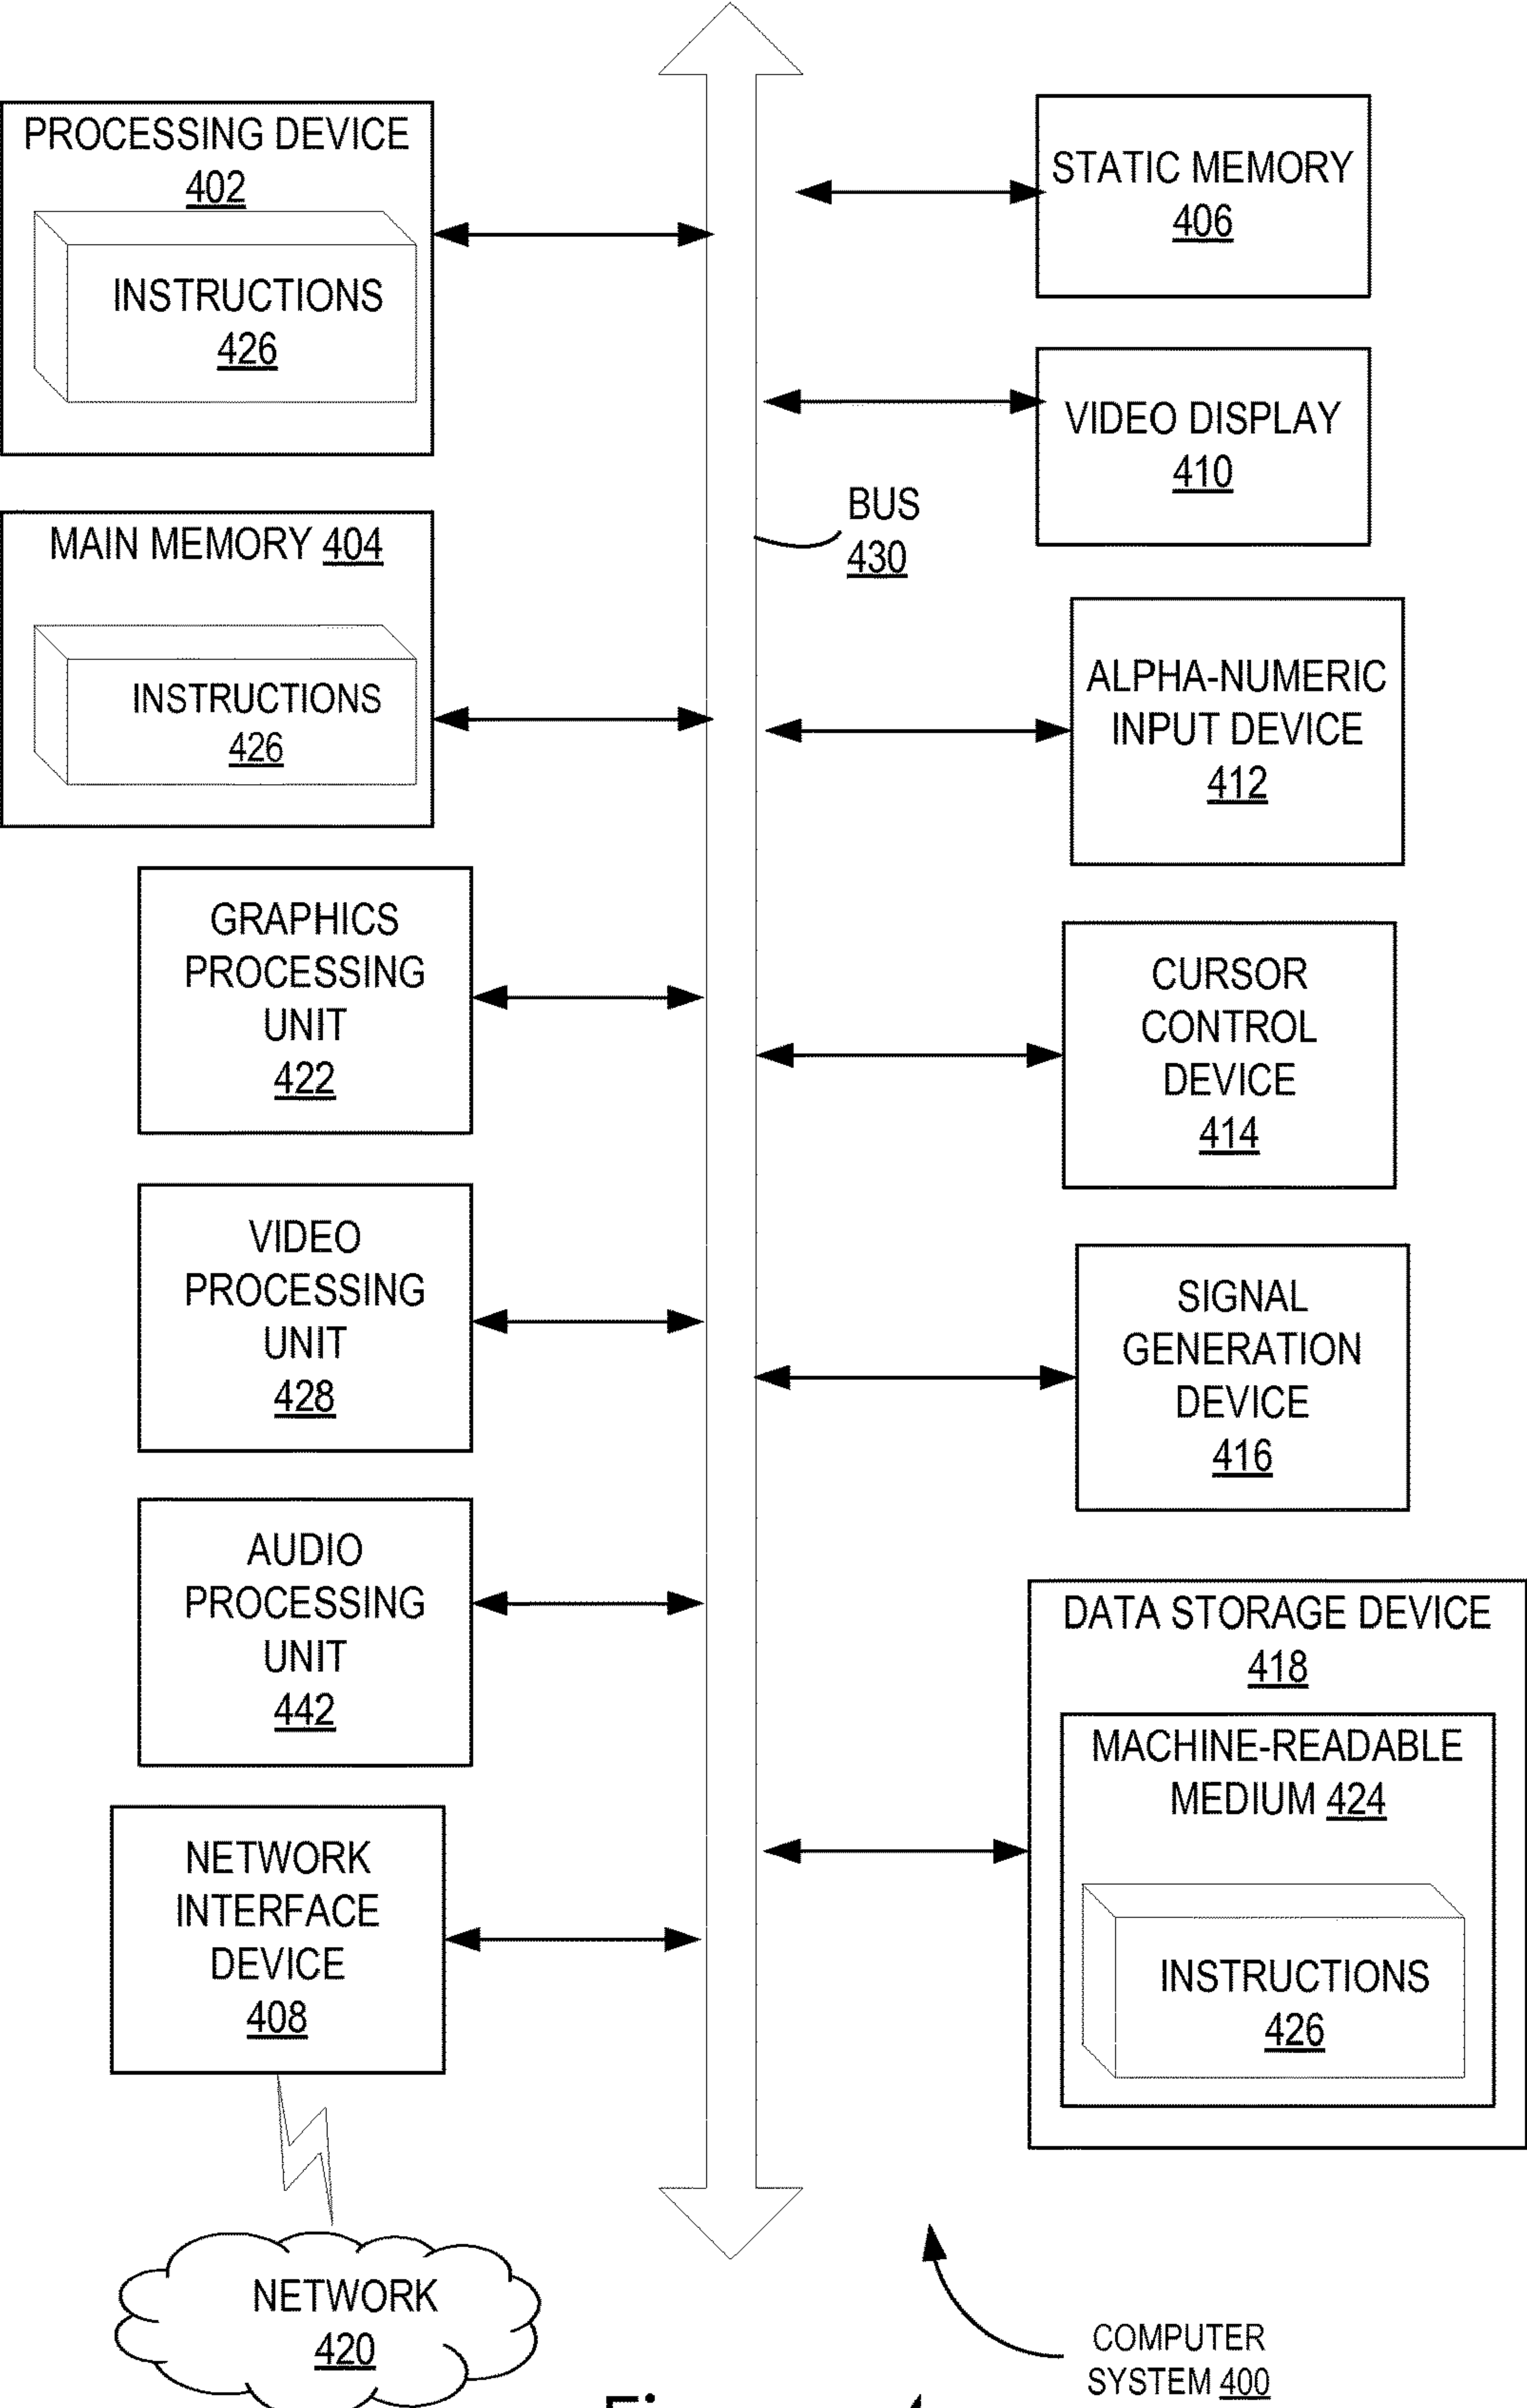 PROCESSING DEVICE
402
INSTRUCTIONS
426
MAIN MEMORY 404
INSTRUCTIONS
426
GRAPHICS
PROCESSING
UNIT
422
VIDEO
PROCESSING
UNIT
428
AUDIO
PROCESSING
UNIT
442
NETWORK
INTERFACE
DEVICE
408
NETWORK
420
BUS
430
STATIC MEMORY
406
VIDEO DISPLAY
410
ALPHA-NUMERIC
INPUT DEVICE
412
CURSOR
CONTROL
DEVICE
414
SIGNAL
GENERATION
DEVICE
416
DATA STORAGE DEVICE
418
MACHINE-READABLE
MEDIUM 424
INSTRUCTIONS
426
COMPUTER
SYSTEM 400